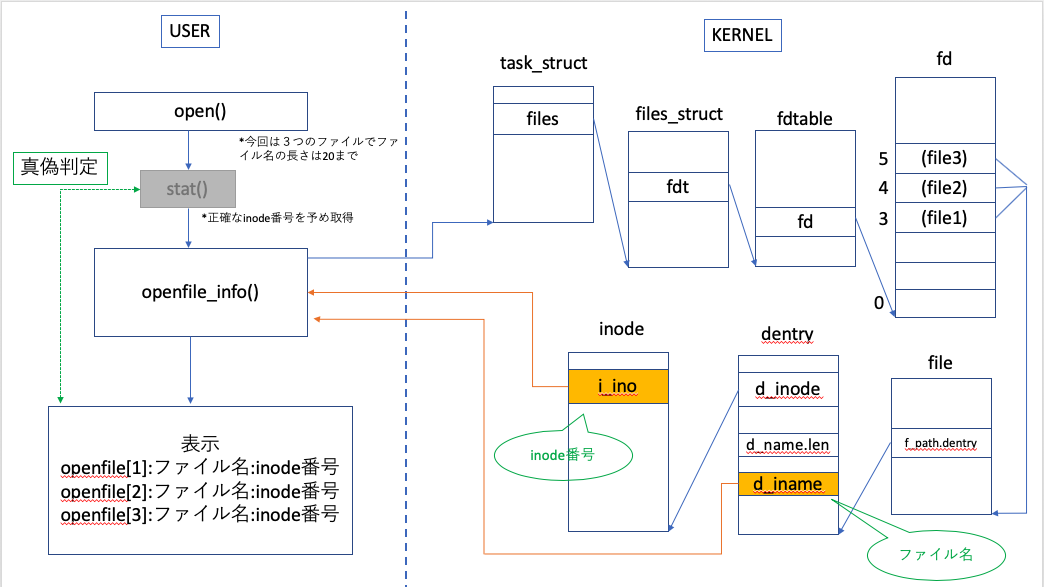 USER
open()
*今回は３つのファイルでファ
イル名の長さは20まで
真偽判定
stat()
*正確なinode番号を予め取得
openfile_info()
表示
openfile[1]:ファイル名:inode番号
openfile[2]:ファイル名:inode番号
openfile[3]:ファイル名:inode番号
KERNEL
task_struct
files
files_struct
fdt
fdtable
fd
fd
5
(file3)
4
(file2)
3
(file1)
0
inode
i_ino
inode番号
dentry
d_inode
d_name.len
d_iname
ファイル名
file
f_path.dentry